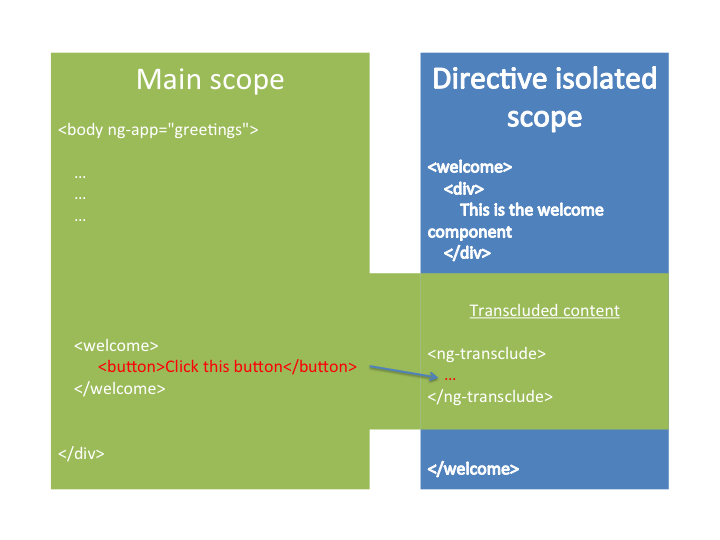 Main scope
<body ng-app="greetings">
...
...
...
<welcome>
<button>Click this button</button>
</welcome>
</div>
Directive isolated
scope
<welcome>
<div>
This is the welcome
component
</div>
Transcluded content
<ng-transclude>
...
</ng-transclude>
</welcome>